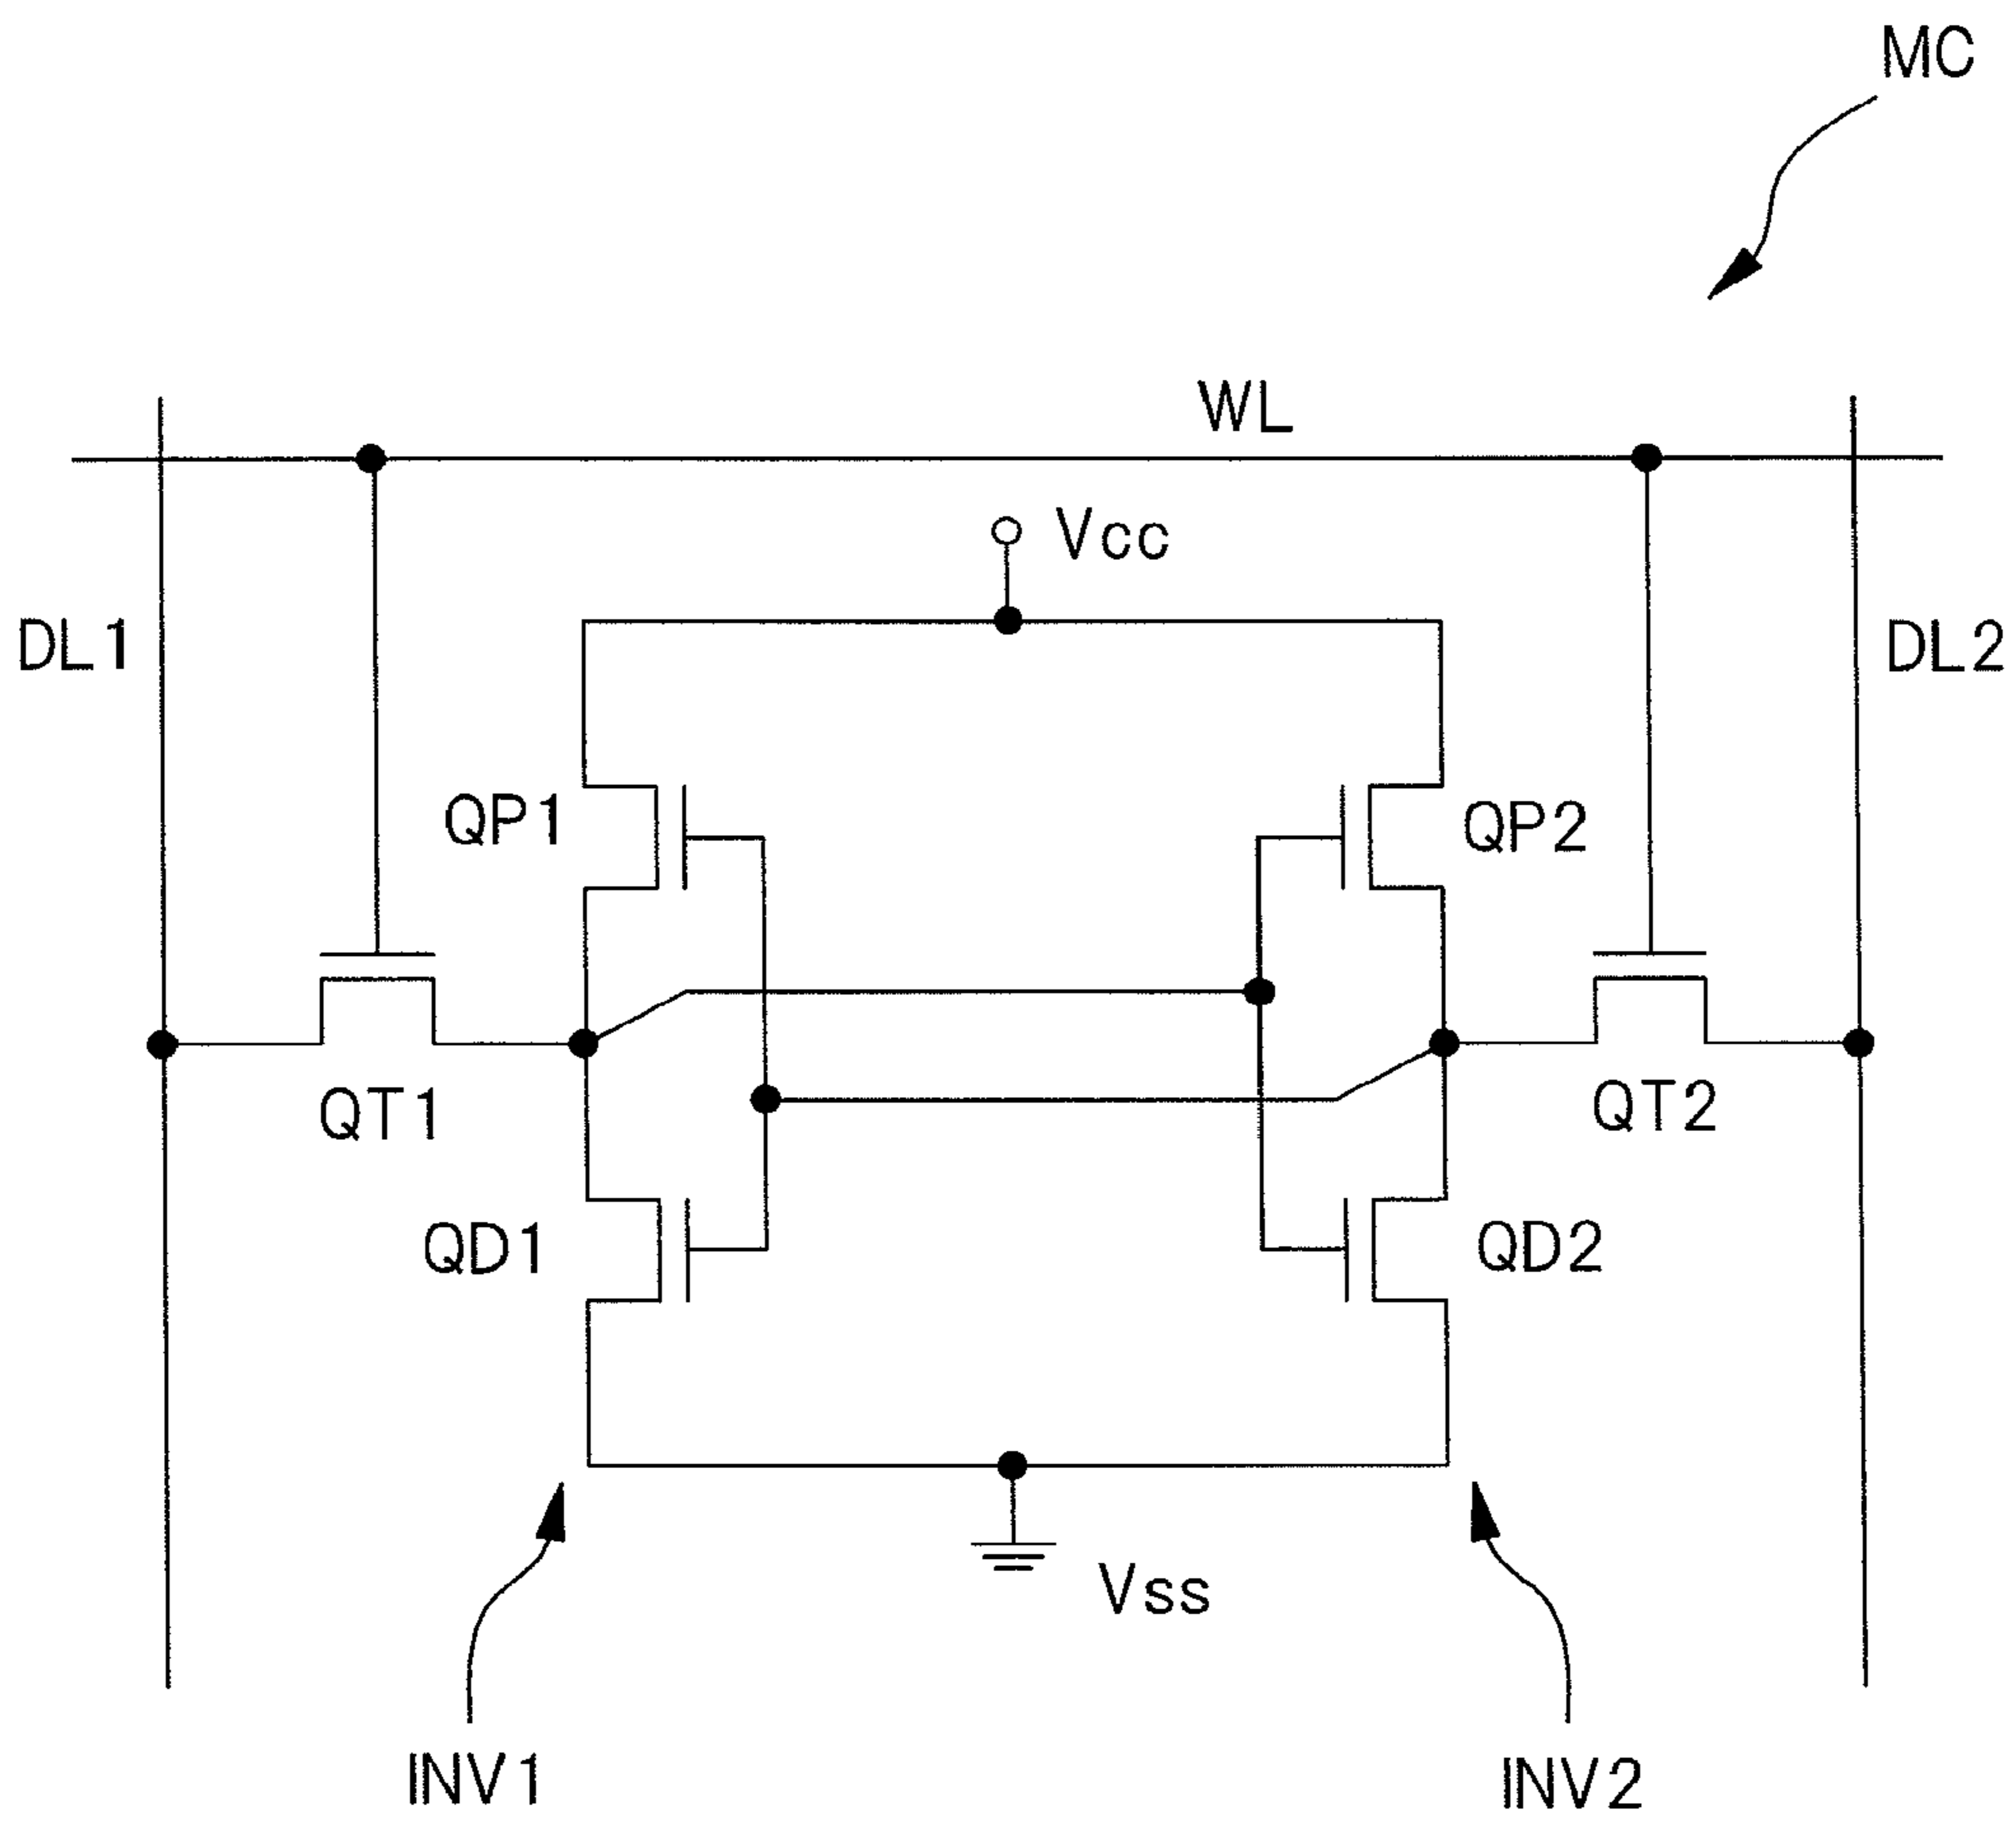 MC
WL
Vcc
DL1
DL2
QP1
QP2
QT1
QT2
QD1
QD2
Vss
INV1
INV2